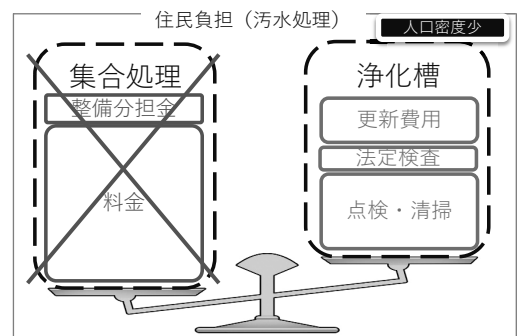 住民負担（汚水処理）
人口密度少
集合処理
整備分担金
料金
浄化槽
更新費用
法定検査
点検・清掃